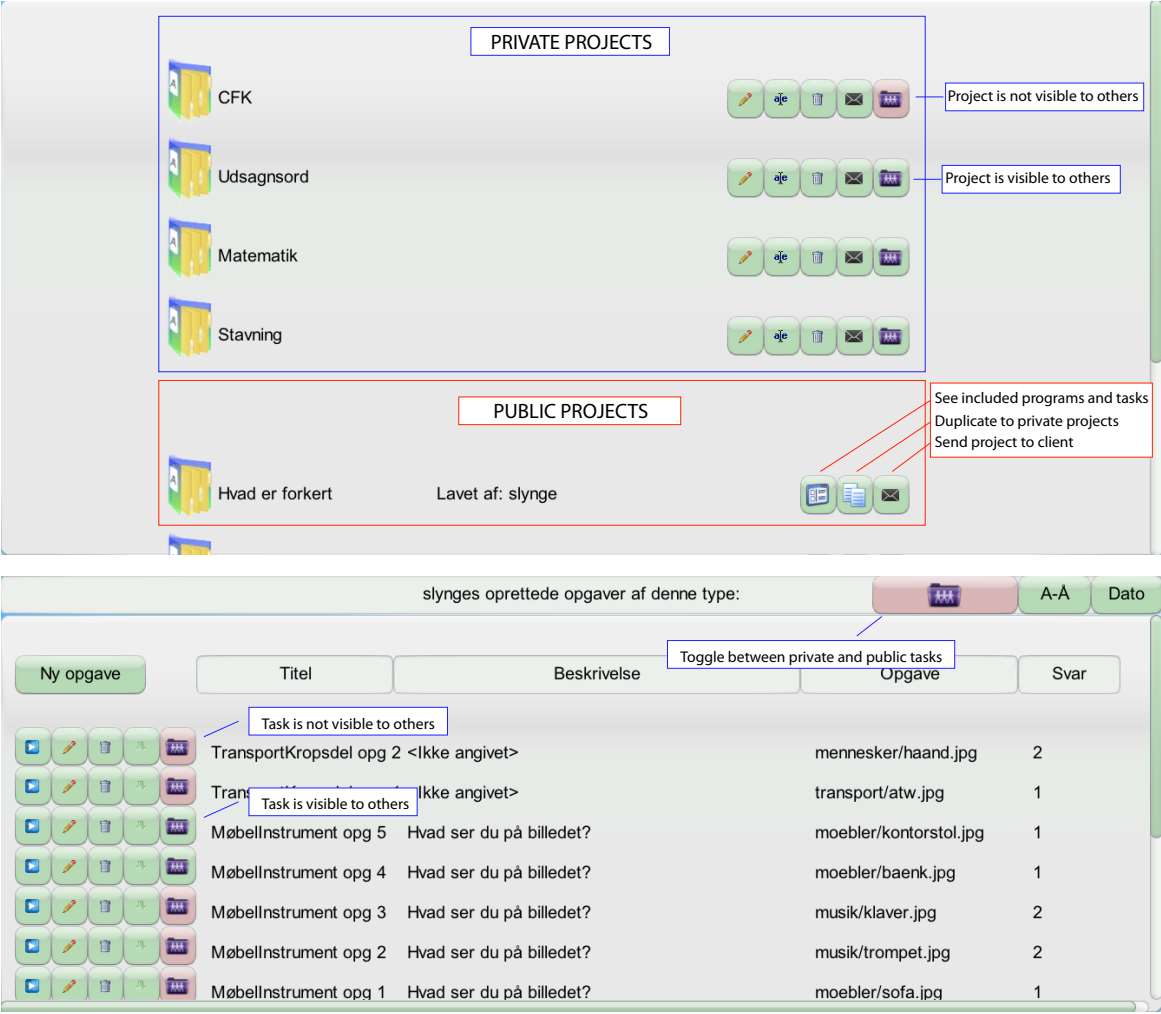 PRIVATE PROJECTS
CFK
Project is not visible to others
Udsagnsord
Project is visible to others
Matematik
Stavning
PUBLIC PROJECTS
See included programs and tasks
Duplicate to private projects
Send project to client
Hvad er forkert Lavet af: slynge
slynges oprettede opgaver af denne type: A-Å Dato
Toggle between private and public tasks
Ny opgave Titel Beskrivelse Opgave Svar
Task is not visible to others
TransportKropsdel opg 2 <Ikke angivet> mennesker/haand.jpg 2
angivet> transport/atw.jpg 1
Task is visible to others
MøbelInstrument opg 5 Hvad ser du på billedet? moebler/kontorstol.jpg 1
MøbelInstrument opg 4 Hvad ser du på billedet? moebler/baenk.jpg 1
MøbelInstrument opg 3 Hvad ser du på billedet? musik/klaver.jpg 2
MøbelInstrument opg 2 Hvad ser du på billedet? musik/trompet.jpg 2
MøbelInstrument opg 1 Hvad ser du på billedet? moebler/sofa.jpg 1